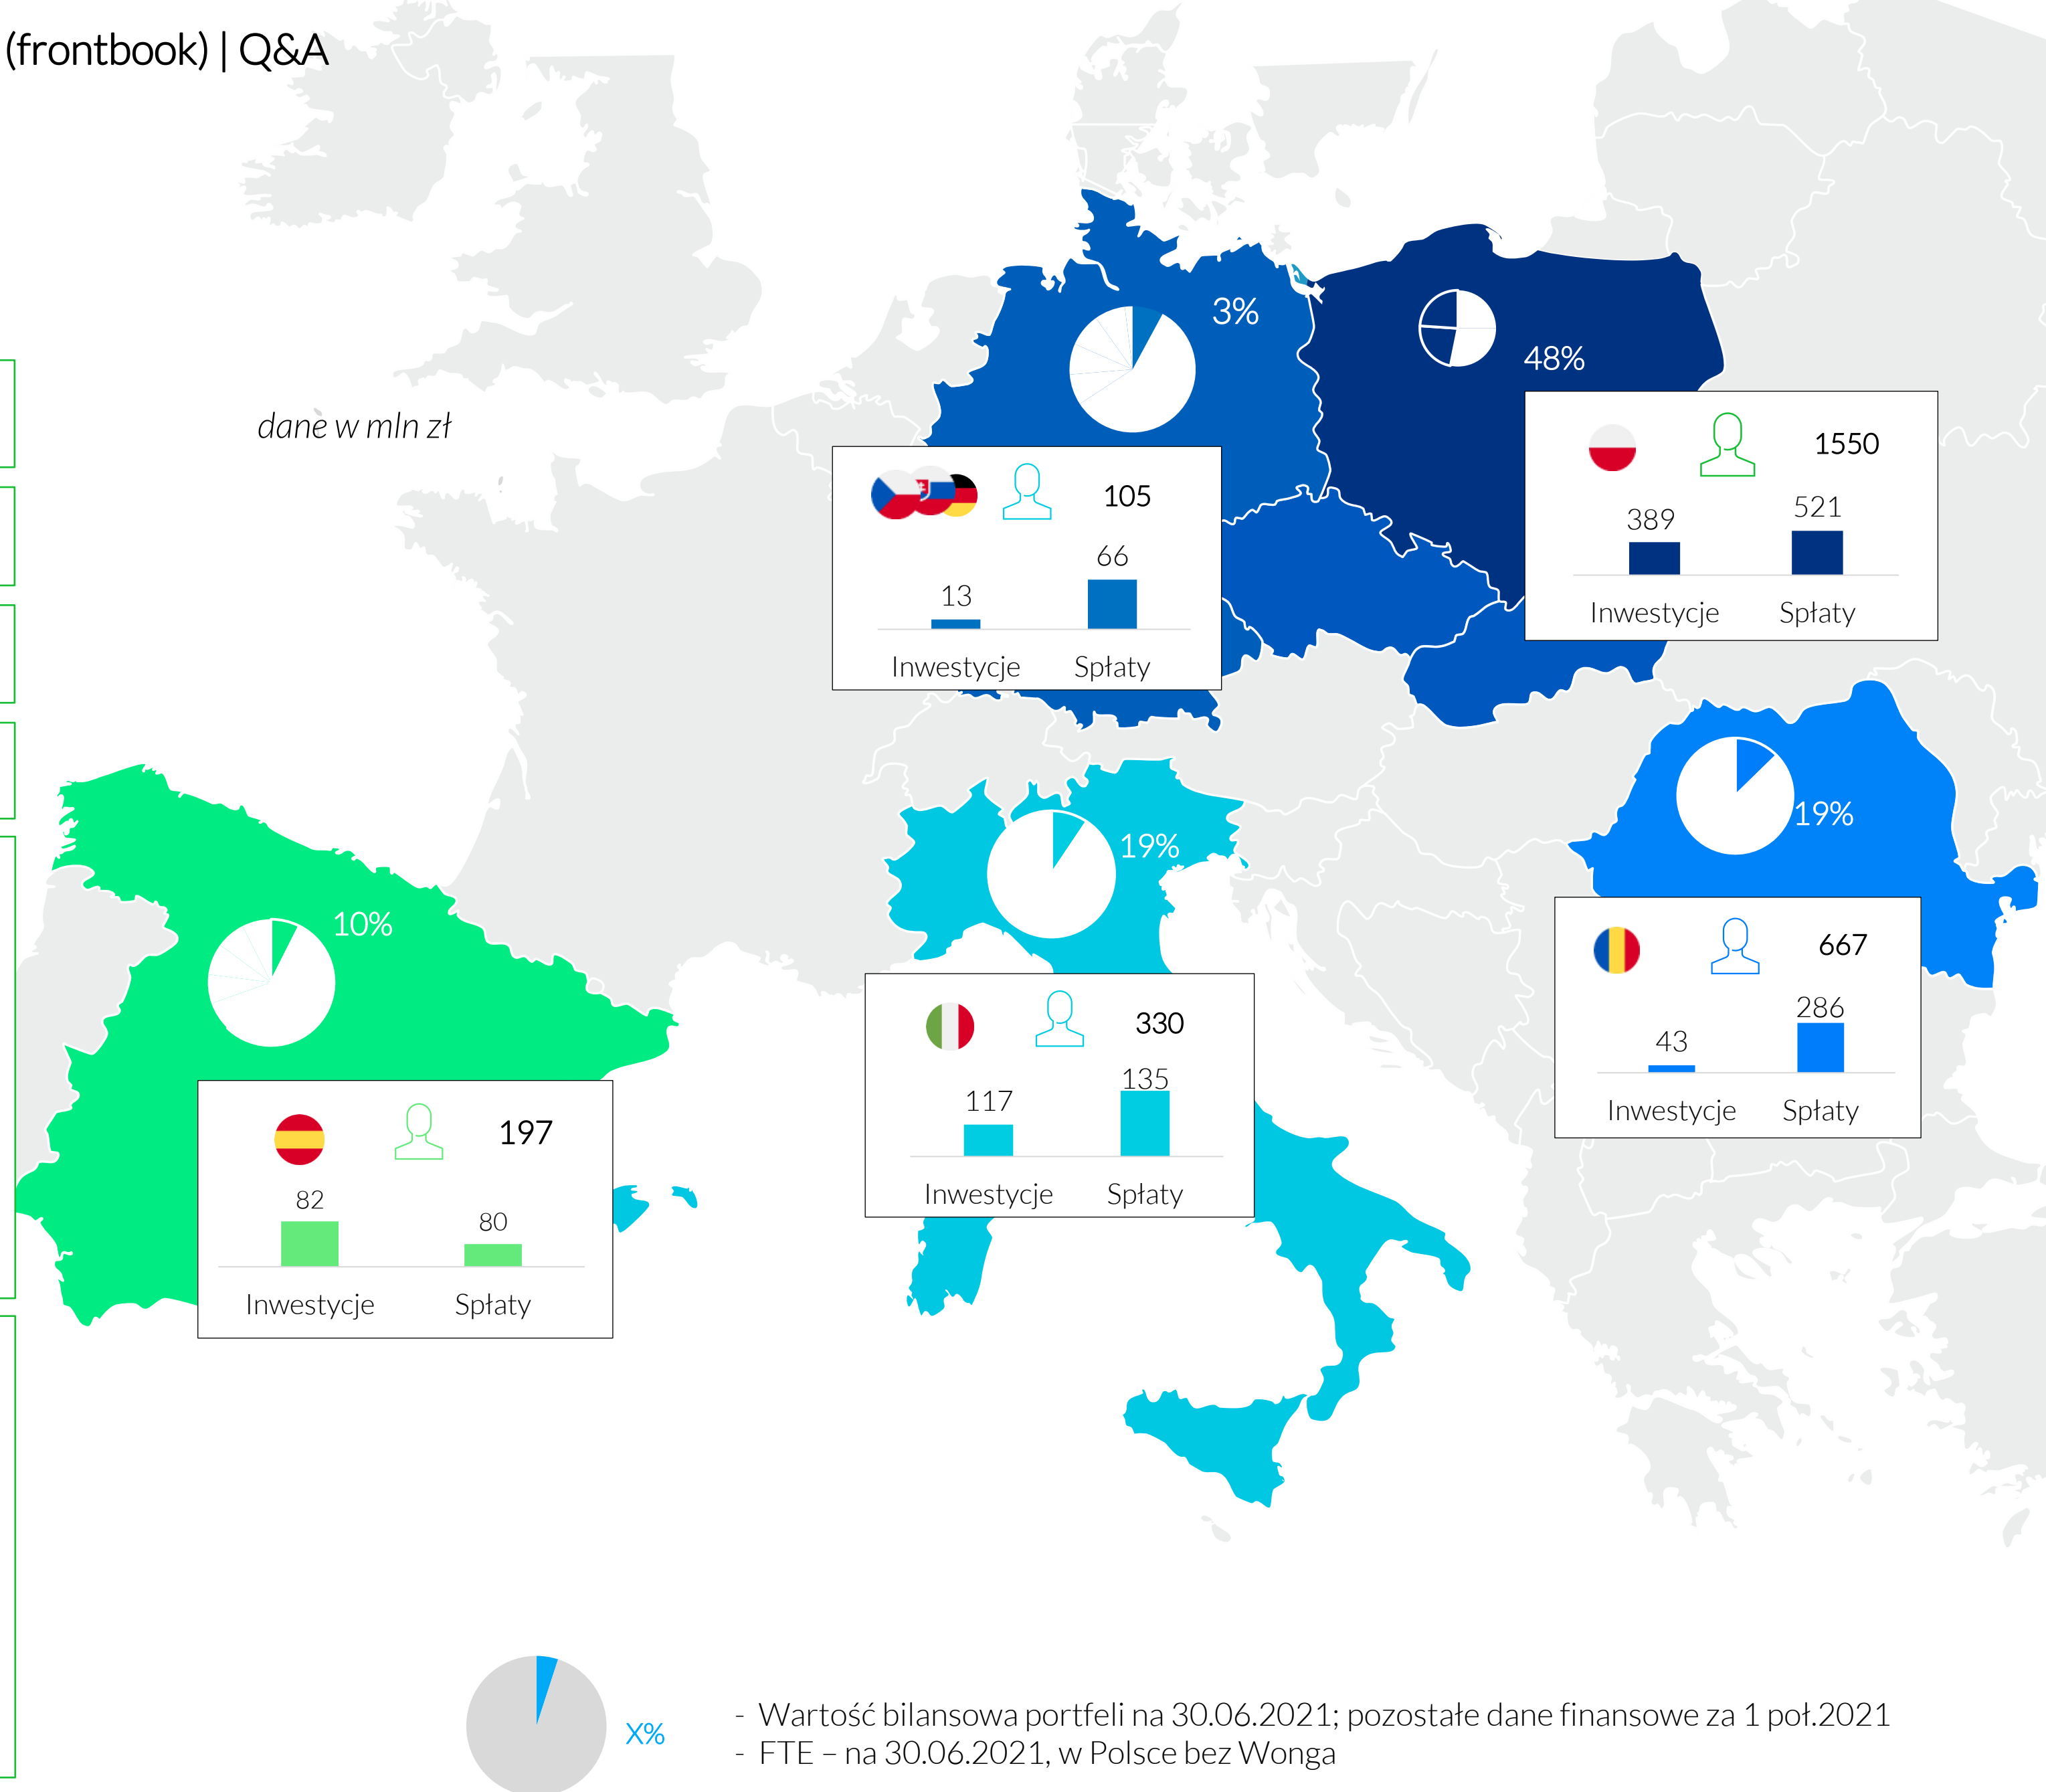 (frontbook) | Q&A
3%
48%
dane w mln zł
1550
389
521
Inwestycje
Spłaty
105
13
66
Inwestycje
Spłaty
19%
19%
10%
667
43
286
Inwestycje
Spłaty
330
117
135
Inwestycje
Spłaty
197
82
80
Inwestycje
Spłaty
X%
- Wartość bilansowa portfeli na 30.06.2021; pozostałe dane finansowe za 1 poł.2021
- FTE – na 30.06.2021, w Polsce bez Wonga